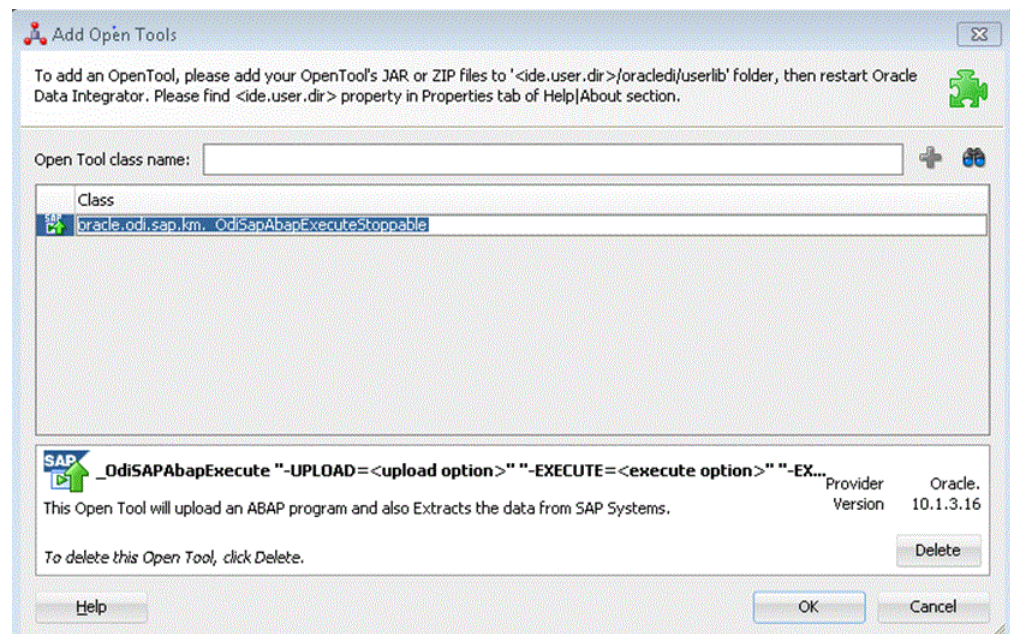 Add Open Tools
To add an OpenTool, please add your OpenTool's JAR or ZIP files to '<ide.user.dir>/oracledi/userlib' folder, then restart Oracle
Data Integrator. Please find <ide.user.dir> property in Properties tab of Help|About section.
Open Tool class name:
Class
SAP
oracle.odi.sap.km._OdiSapAbapExecuteStoppable
SAP
_OdiSAPAbapExecute "-UPLOAD=<upload option>" "-EXECUTE=<execute option>" "-EX...
Provider Oracle.
This Open Tool will upload an ABAP program and also Extracts the data from SAP Systems.
Version 10.1.3.16
To delete this Open Tool, click Delete.
Delete
Help
OK
Cancel